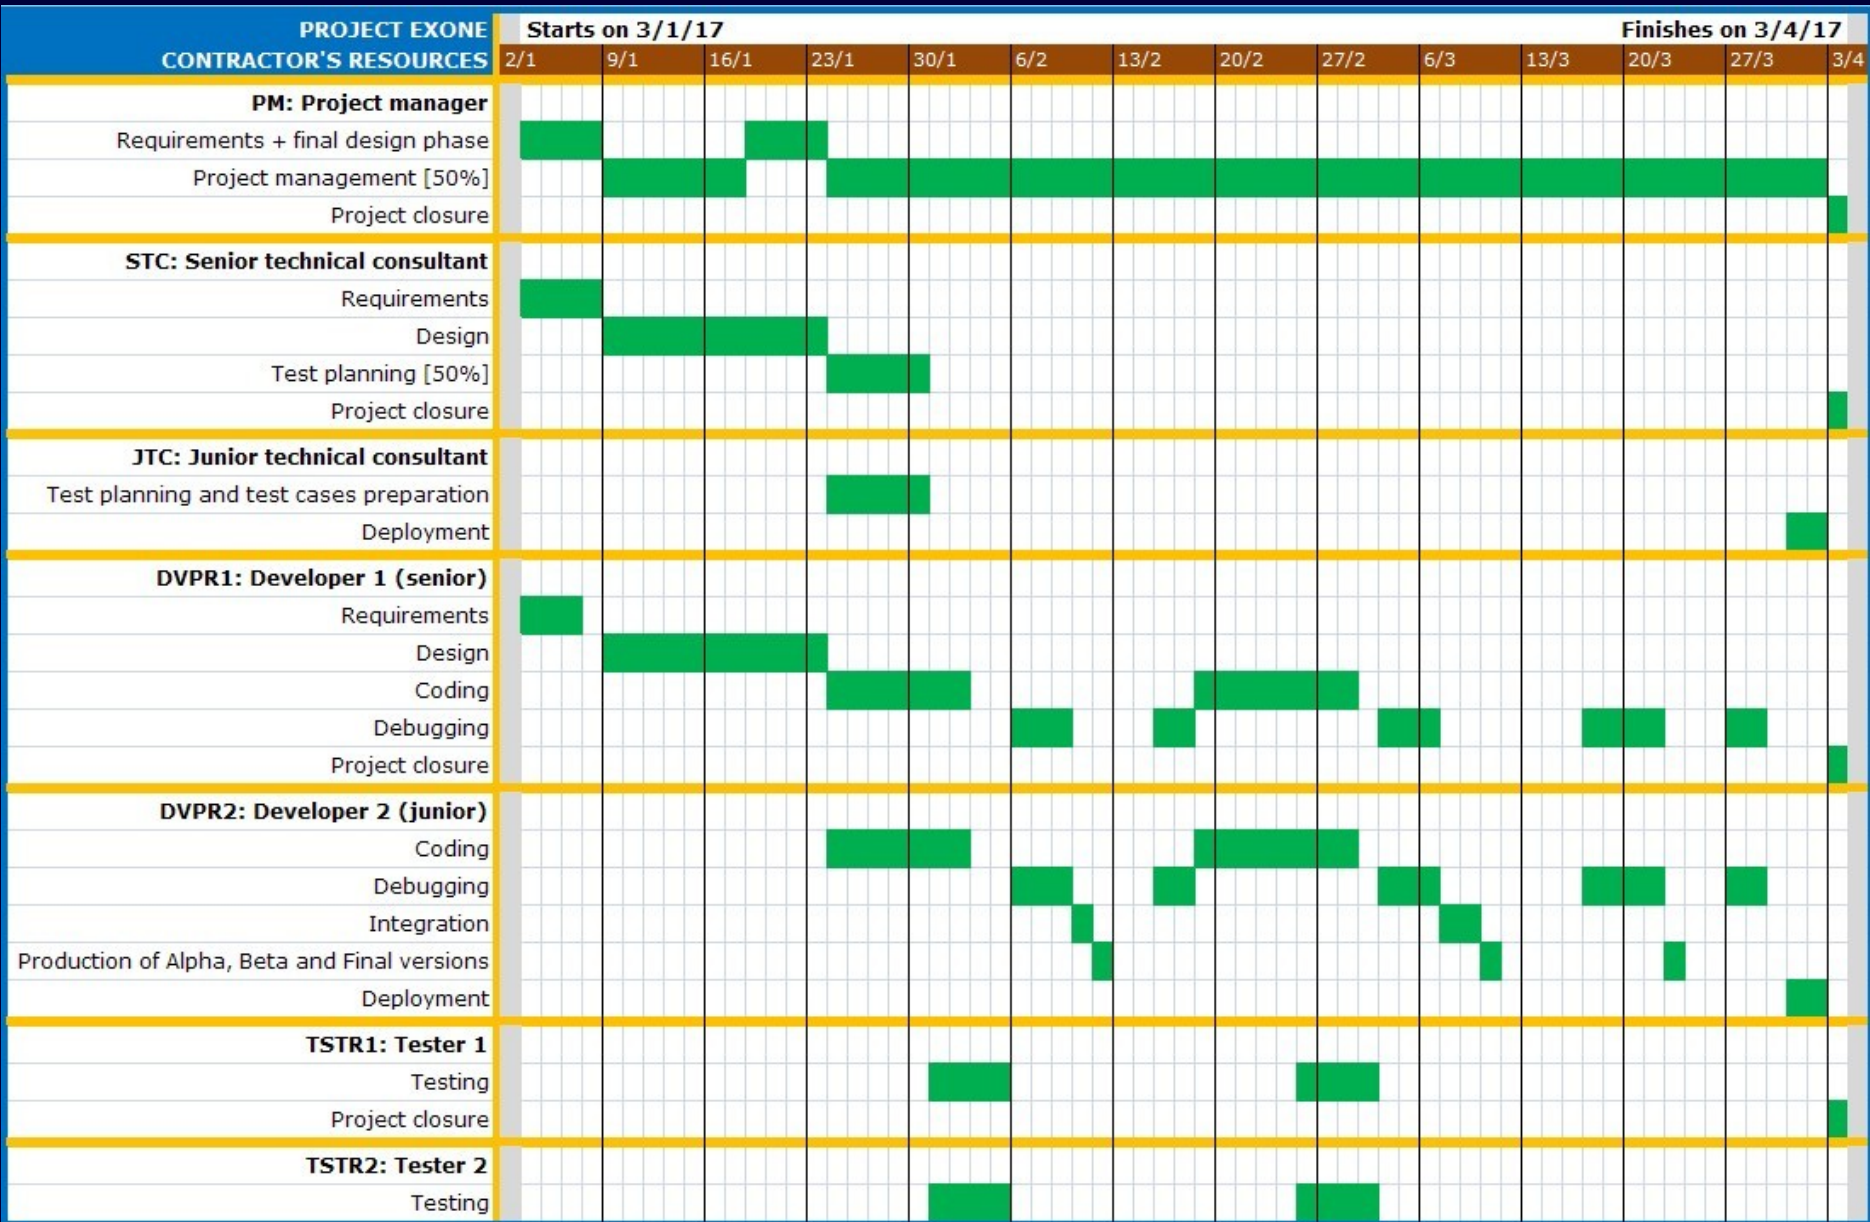 PROJECT EXONE Starts on 3/1/17 Finishes on 3/4/17
CONTRACTOR'S RESOURCES 2/1 9/1 16/1 23/1 30/1 6/2 13/2 20/2 27/2 6/3 13/3 20/3 27/3 3/4
PM: Project manager
Requirements + final design phase
Project management [50%]
Project closure
STC: Senior technical consultant
Requirements
Design
Test planning [50%]
Project closure
JTC: Junior technical consultant
Test planning and test cases preparation
Deployment
DVPR1: Developer 1 (senior)
Requirements
Design
Coding
Debugging
Project closure
DVPR2: Developer 2 (junior)
Coding
Debugging
Integration
Production of Alpha, Beta and Final versions
Deployment
TSTR1: Tester 1
Testing
Project closure
TSTR2: Tester 2
Testing